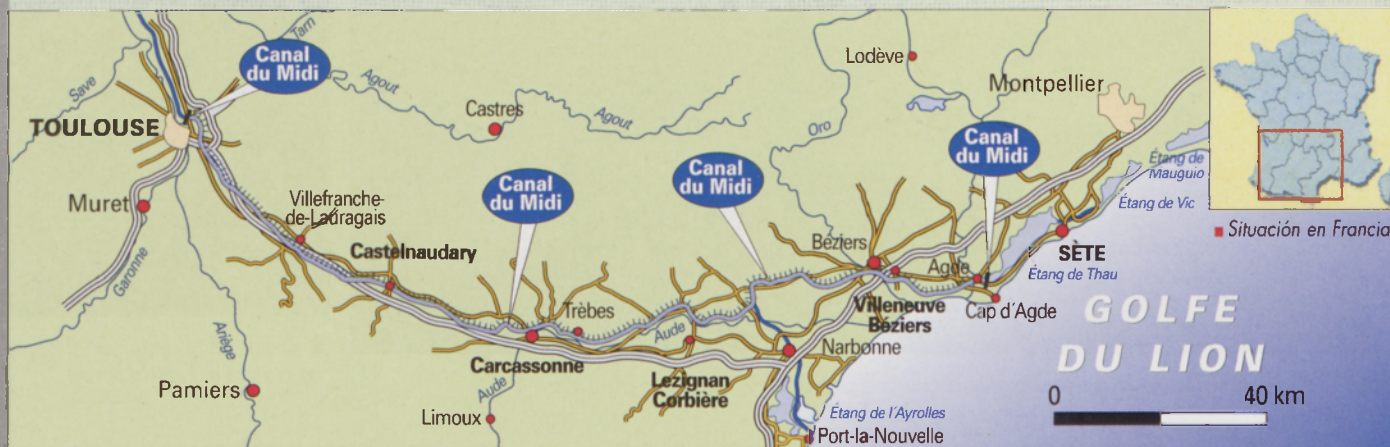 Canal
du Midi
Tarn
Save
Agout
Castres
Agout
TOULOUSE
Muret
Garonne
Ariège
Pamiers
Villefranche-
de-Lauragais
Castelnaudary
Canal
du Midi
Trèbes
Carcassonne
Aude
Limoux
Aude
Lezignan
Corbière
Canal
du Midi
Oro
Lodève
Montpellier
Canal
du Midi
Béziers
Agde
Villeneuve
Béziers
Cap d'Agde
Narbonne
Étang de l'Ayrolles
Port-la-Nouvelle
SÈTE
Étang de Thau
Étang de Vic
Étang de
Mauguio
GOLFE
DU LION
0 40 km
Situación en Francia